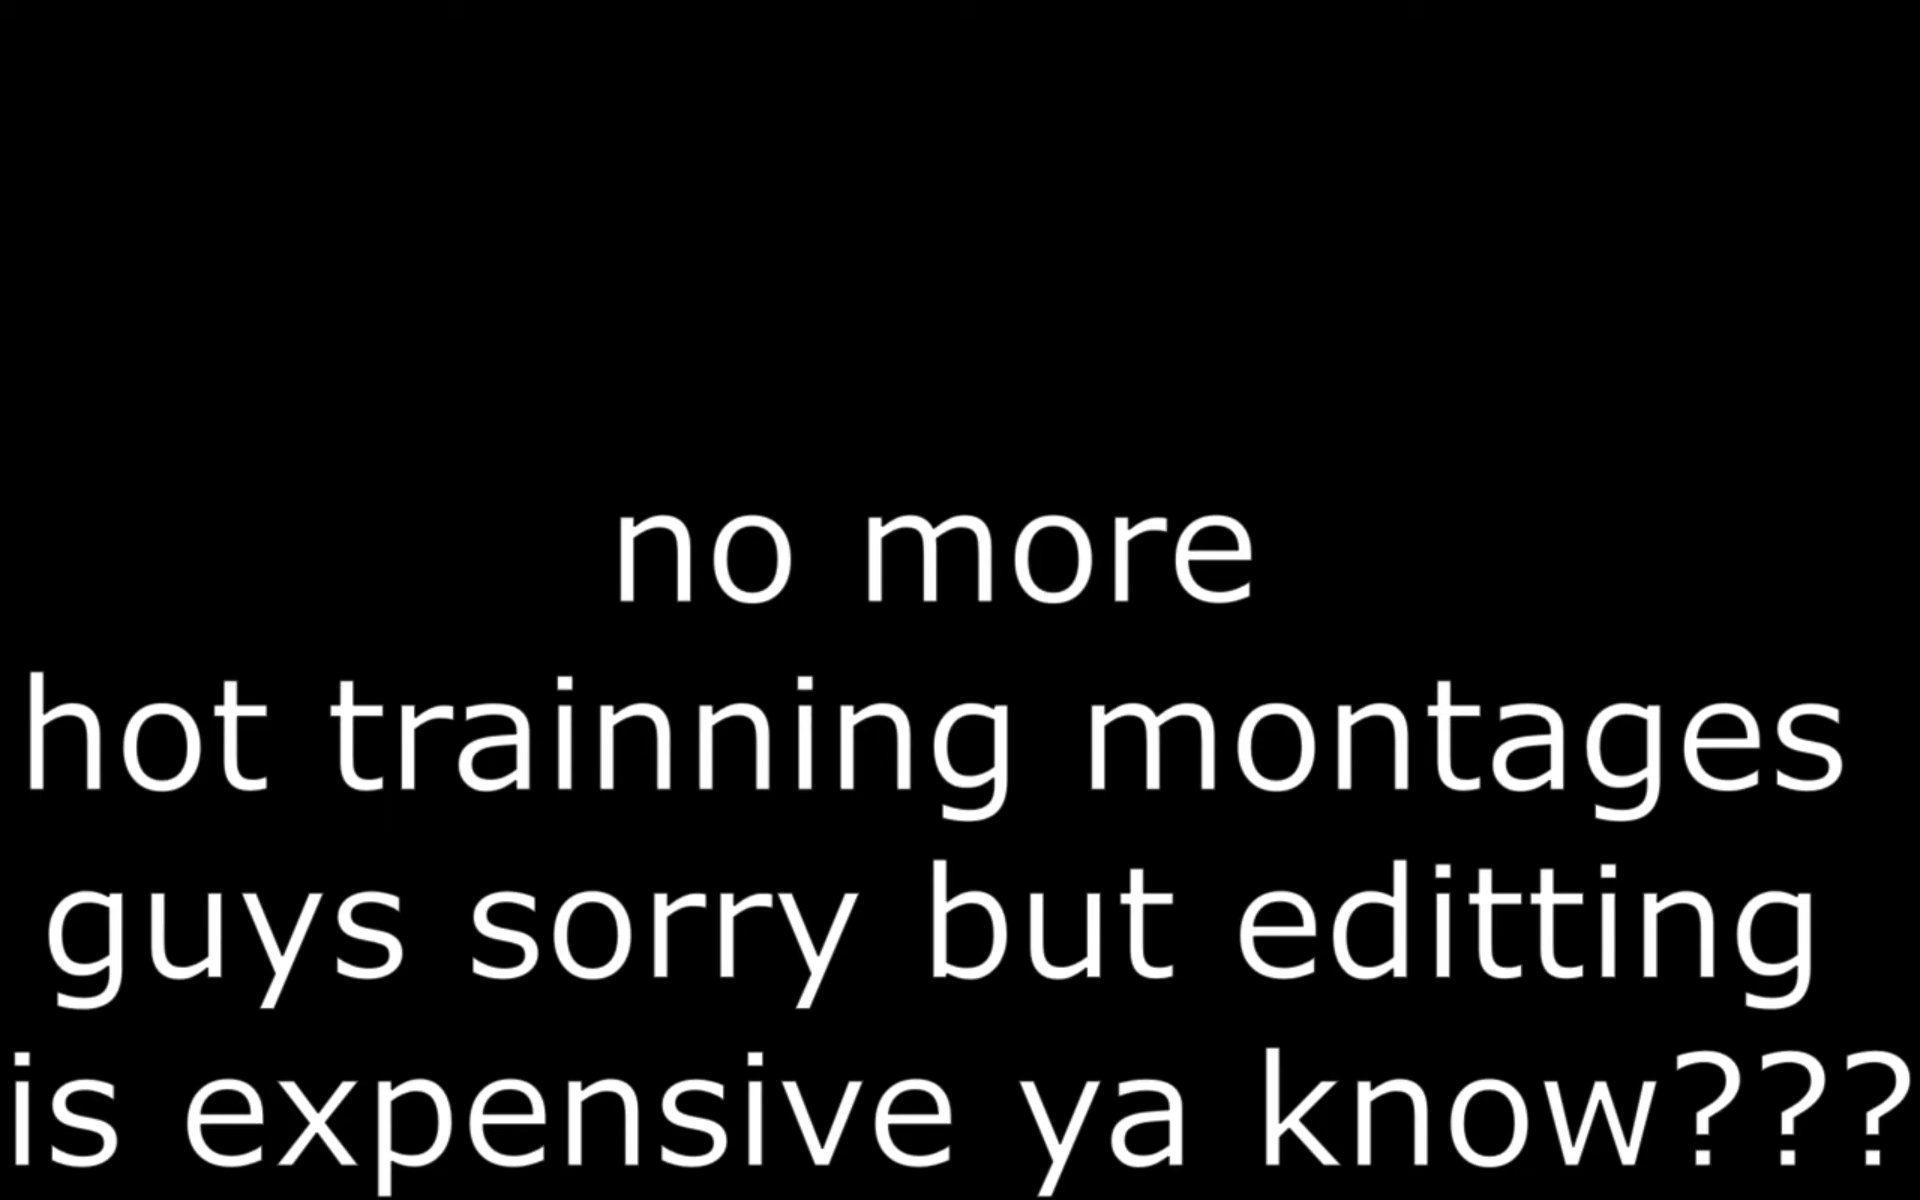 no more
hot trainning montages
guys sorry but editting
is expensive ya know???